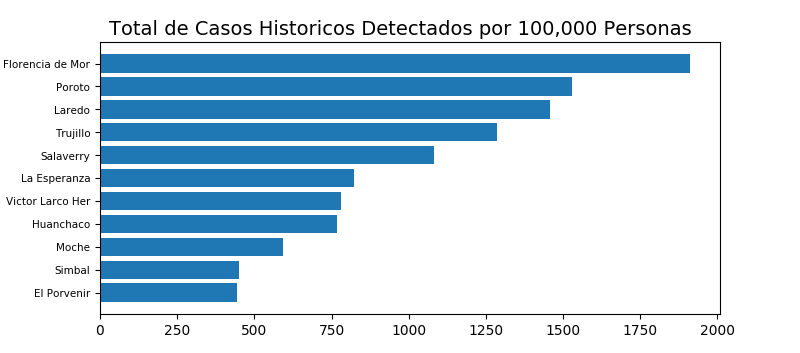 Total de Casos Historicos Detectados por 100,000 Personas
Florencia de Mor
Poroto
Laredo
Trujillo
Salaverry
La Esperanza
Victor Larco Her
Huanchaco
Moche
Simbal
El Porvenir
0 250 500 750 1000 1250 1500 1750 2000